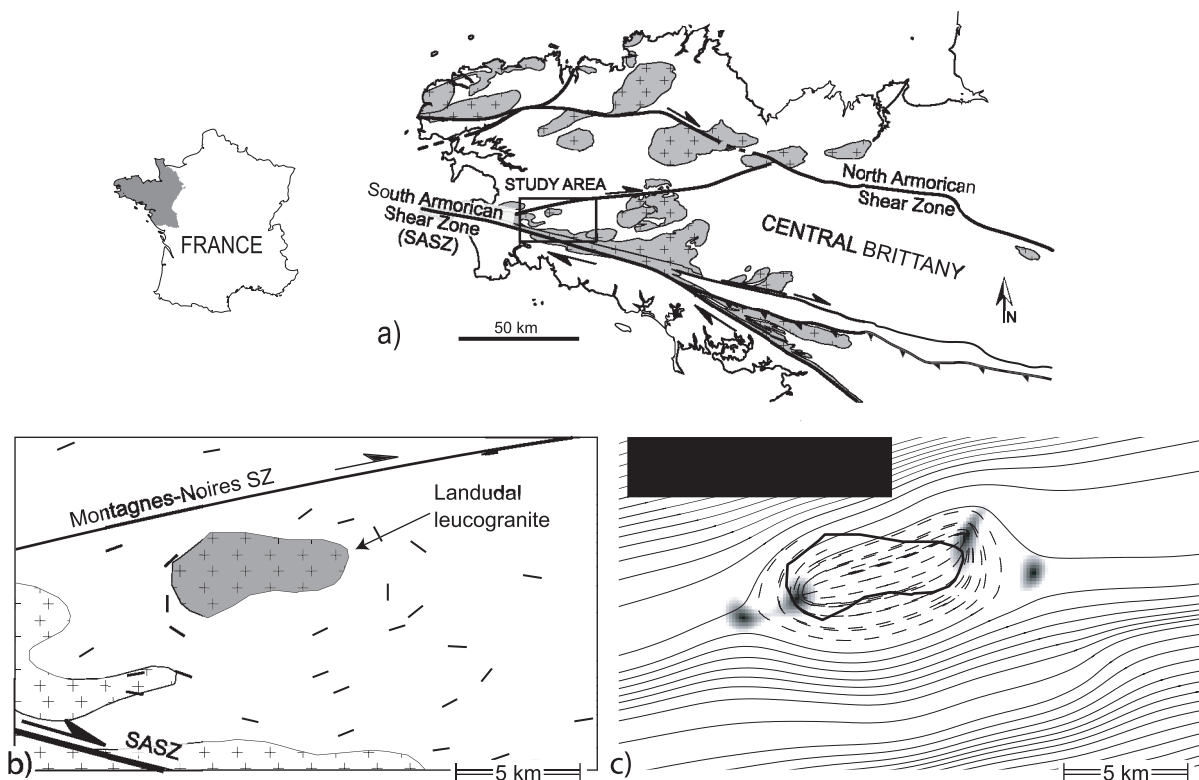 FRANCE
a)
50 km
STUDY AREA
South Armorican
Shear Zone
(SASZ)
North Armorican
Shear Zone
CENTRAL BRITTANY
N
Montagnes-Noires SZ
Landudal
leucogranite
SASZ
b)
5 km
c)
5 km